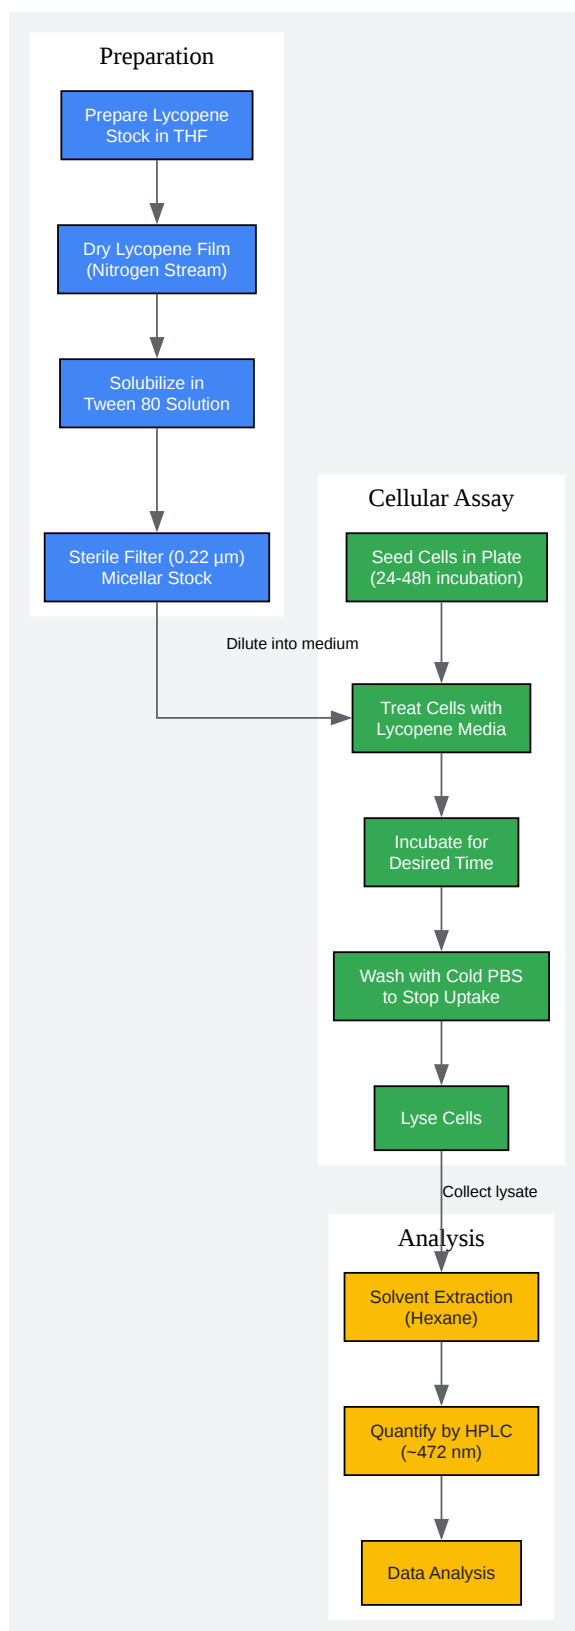 Preparation
Prepare Lycopene
Stock in THF
Dry Lycopene Film
(Nitrogen Stream)
Solubilize in
Tween 80 Solution
Sterile Filter (0.22 µm)
Micellar Stock
Dilute into medium
Cellular Assay
Seed Cells in Plate
(24-48h incubation)
Treat Cells with
Lycopene Media
Incubate for
Desired Time
Wash with Cold PBS
to Stop Uptake
Lyse Cells
Collect lysate
Analysis
Solvent Extraction
(Hexane)
Quantify by HPLC
(~472 nm)
Data Analysis